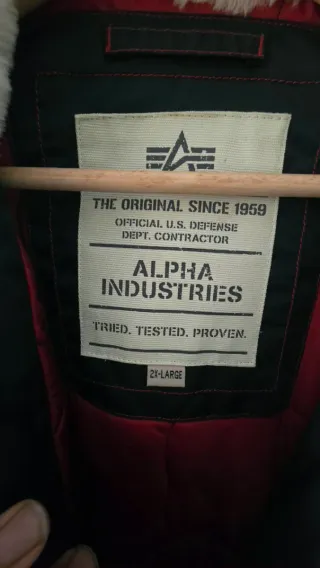 THE ORIGINAL SINCE 1959
OFFICIAL U.S. DEFENSE
DEPT. CONTRACTOR
ALPHA
INDUSTRIES
TRIED. TESTED. PROVEN.
2X-LARGE